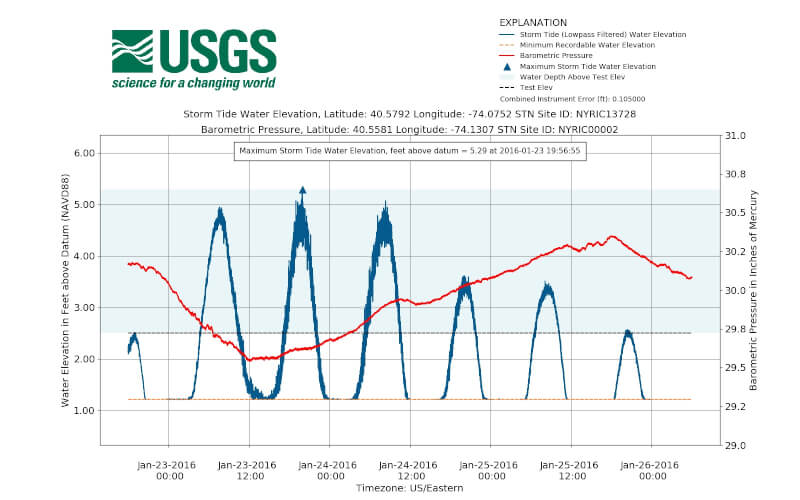 USGS
science for a changing world
EXPLANATION
Storm Tide (Lowpass Filtered) Water Elevation
Minimum Recordable Water Elevation
Barometric Pressure
Maximum Storm Tide Water Elevation
Water Depth Above Test Elev
Test Elev
Combined Instrument Error (ft): 0.105000
Storm Tide Water Elevation, Latitude: 40.5792 Longitude: -74.0752 STN Site ID: NYRIC13728
Barometric Pressure, Latitude: 40.5581 Longitude: -74.1307 STN Site ID: NYRIC00002
Maximum Storm Tide Water Elevation, feet above datum = 5.29 at 2016-01-23 19:56:55
Water Elevation in Feet above Datum (NAVD88)
6.00
5.00
4.00
3.00
2.00
1.00
31.0
30.8
30.5
30.2
30.0
29.8
29.5
29.2
29.0
Barometric Pressure in Inches of Mercury
Jan-23-2016 Jan-23-2016 Jan-24-2016 Jan-24-2016 Jan-25-2016 Jan-25-2016 Jan-26-2016
00:00 12:00 00:00 12:00 00:00 12:00 00:00
Timezone: US/Eastern